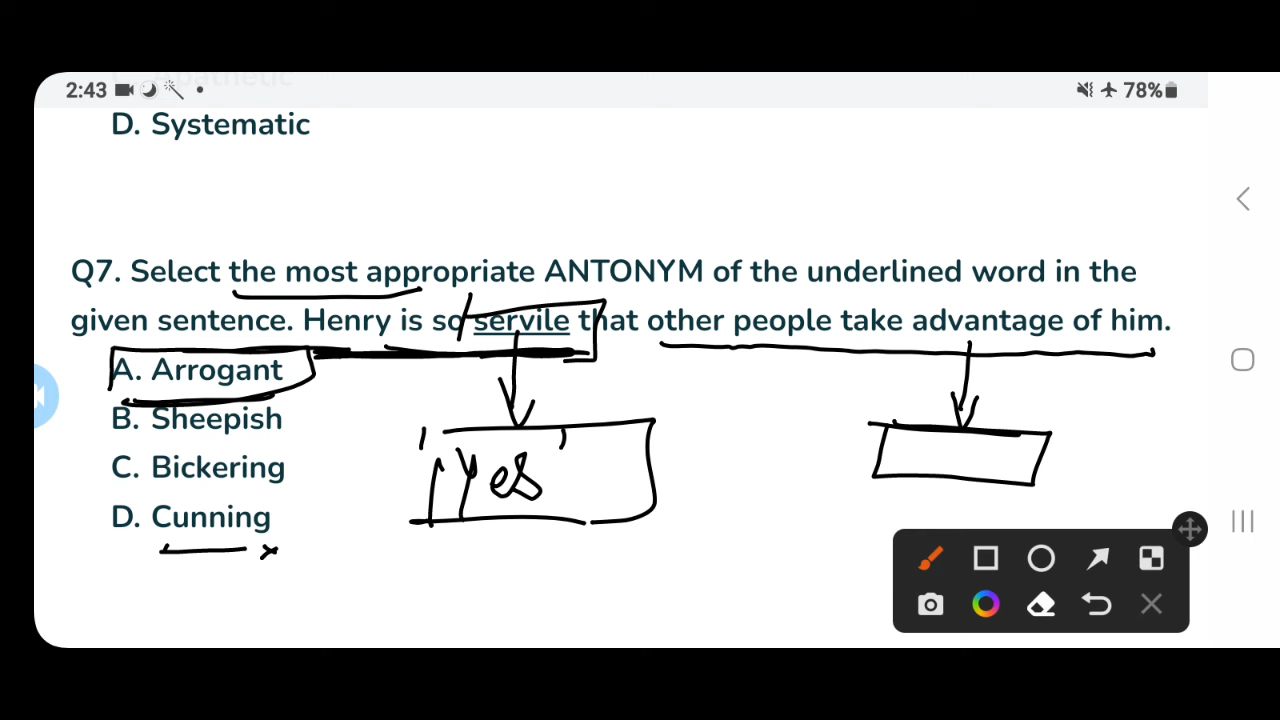 2:43 78%
D. Systematic
Q7. Select the most appropriate ANTONYM of the underlined word in the
given sentence. Henry is so servile that other people take advantage of him.
A. Arrogant
B. Sheepish
C. Bickering
D. Cunning
Yes